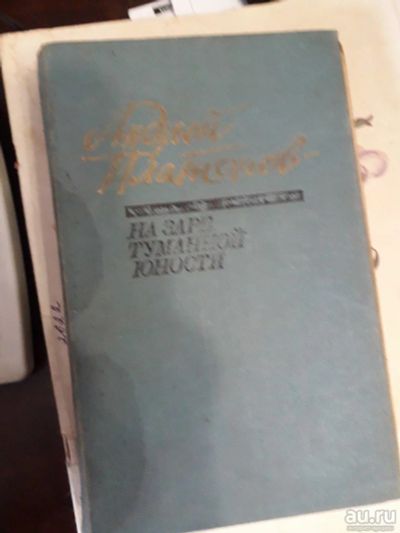 Андрей
Платонов
НА ЗАРЕ
ТУМАННОЙ
ЮНОСТИ
au.ru